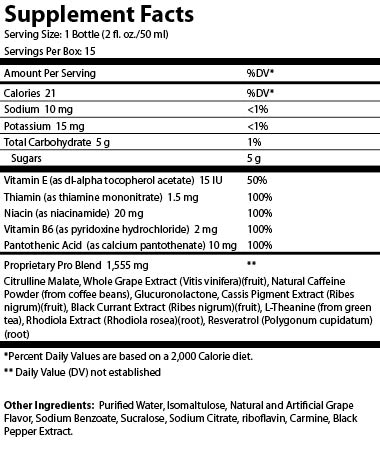 Supplement Facts
Serving Size: 1 Bottle (2 fl. oz./50 ml)
Servings Per Box: 15
Amount Per Serving %DV*
Calories 21 %DV*
Sodium 10 mg <1%
Potassium 15 mg <1%
Total Carbohydrate 5 g 1%
Sugars 5 g
Vitamin E (as dl-alpha tocopherol acetate) 15 IU 50%
Thiamin (as thiamine mononitrate) 1.5 mg 100%
Niacin (as niacinamide) 20 mg 100%
Vitamin B6 (as pyridoxine hydrochloride) 2 mg 100%
Pantothenic Acid (as calcium pantothenate) 10 mg 100%
Proprietary Pro Blend 1,555 mg **
Citrulline Malate, Whole Grape Extract (Vitis vinifera)(fruit), Natural Caffeine
Powder (from coffee beans), Glucuronolactone, Cassis Pigment Extract (Ribes
nigrum)(fruit), Black Currant Extract (Ribes nigrum)(fruit), L-Theanine (from green
tea), Rhodiola Extract (Rhodiola rosea)(root), Resveratrol (Polygonum cupidatum)
(root)
*Percent Daily Values are based on a 2,000 Calorie diet.
** Daily Value (DV) not established
Other Ingredients: Purified Water, Isomaltulose, Natural and Artificial Grape
Flavor, Sodium Benzoate, Sucralose, Sodium Citrate, riboflavin, Carmine, Black
Pepper Extract.